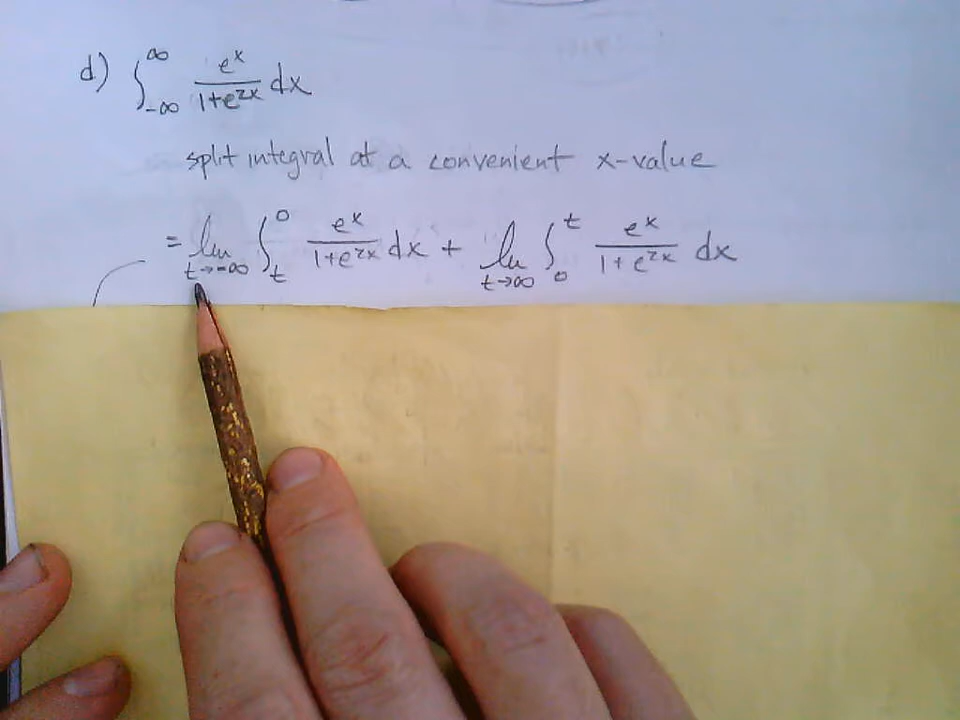 d) ∫_{-∞}^{∞} e^x/(1+e^{2x}) dx
split integral at a convenient x-value
= lim_{t→-∞} ∫_t^0 e^x/(1+e^{2x}) dx + lim_{t→∞} ∫_0^t e^x/(1+e^{2x}) dx